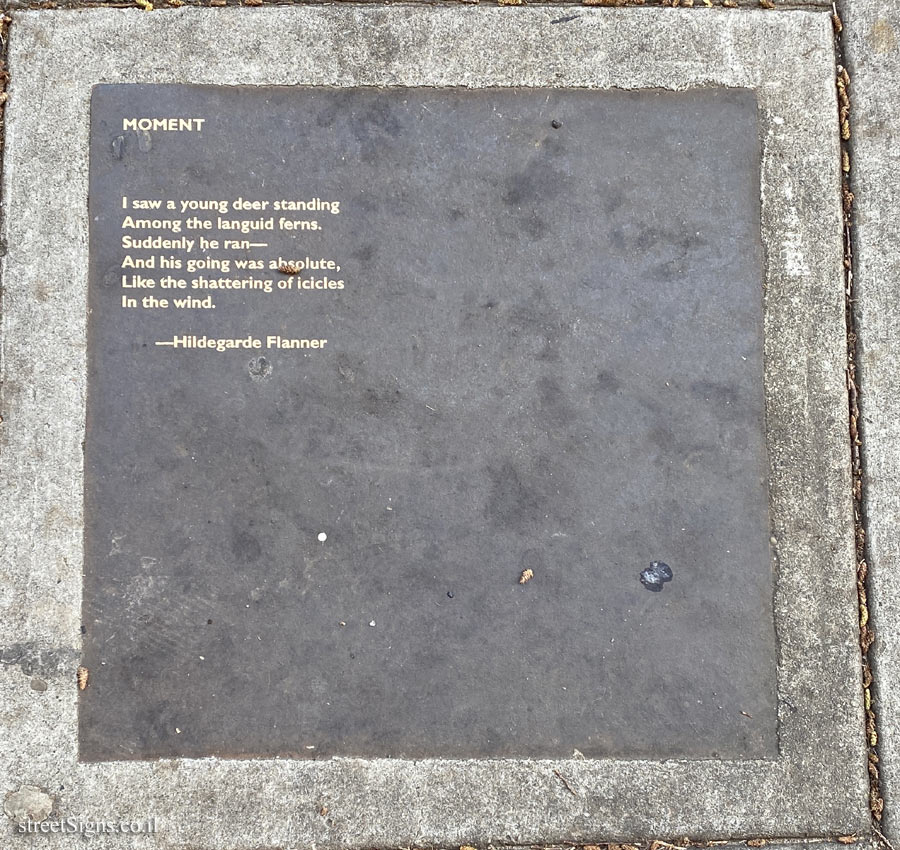 MOMENT
I saw a young deer standing
Among the languid ferns.
Suddenly he ran—
And his going was absolute,
Like the shattering of icicles
In the wind.
—Hildegarde Flanner
streetSigns.co.il